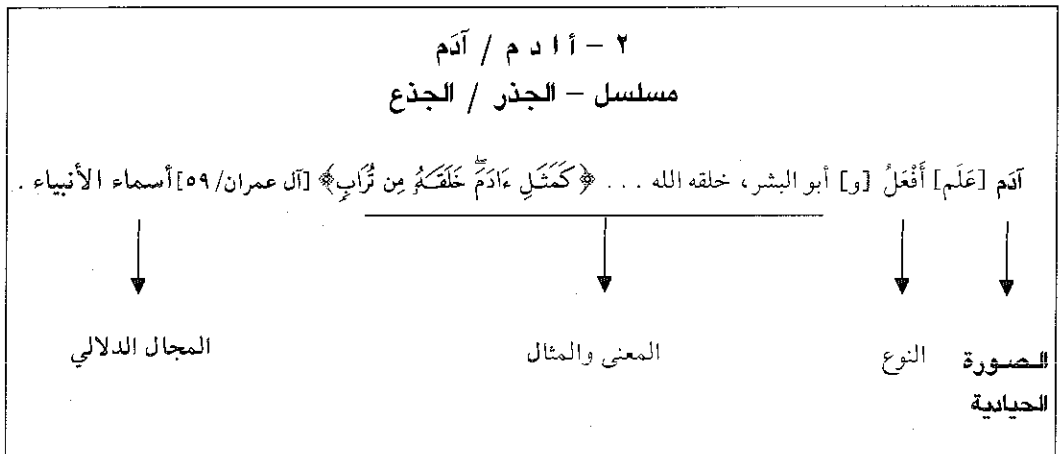 ٢ - أ ا د م / آدَم
مسلسل - الجذر / الجذع
آدَم [عَلَم] أَفْعَلُ [و] أبو البشر، خلقه الله ... ﴿كَمَثَلِ ءَادَمَۖ خَلَقَهُۥ مِن تُرَابٍ﴾ [آل عمران/ ٥٩] أسماء الأنبياء .
الصورة النوع المعنى والمثال المجال الدلالي
الحيادية